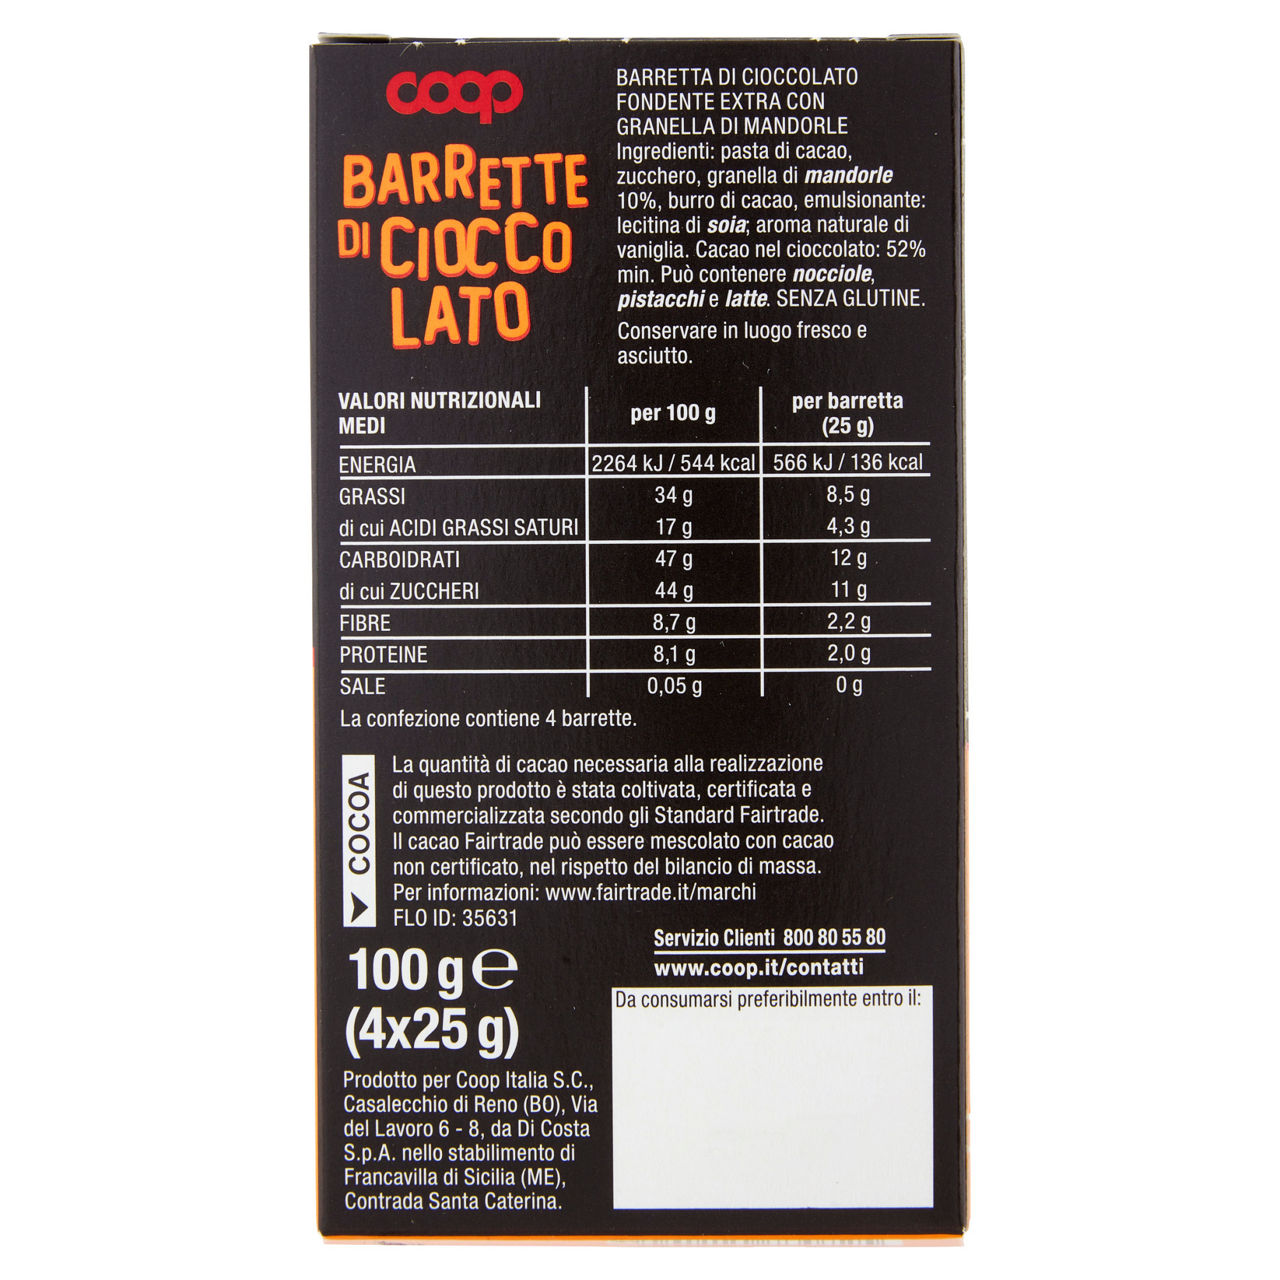 coop
BARRETTE
DI CIOCCO
LATO
BARRETTA DI CIOCCOLATO
FONDENTE EXTRA CON
GRANELLA DI MANDORLE
Ingredienti: pasta di cacao,
zucchero, granella di mandorle
10%, burro di cacao, emulsionante:
lecitina di soia; aroma naturale di
vaniglia. Cacao nel cioccolato: 52%
min. Può contenere nocciole,
pistacchi e latte. SENZA GLUTINE.
Conservare in luogo fresco e
asciutto.
VALORI NUTRIZIONALI
MEDI
per 100 g
per barretta
(25 g)
ENERGIA 2264 kJ / 544 kcal 566 kJ / 136 kcal
GRASSI 34 g 8,5 g
di cui ACIDI GRASSI SATURI 17 g 4,3 g
CARBOIDRATI 47 g 12 g
di cui ZUCCHERI 44 g 11 g
FIBRE 8,7 g 2,2 g
PROTEINE 8,1 g 2,0 g
SALE 0,05 g 0 g
La confezione contiene 4 barrette.
COCOA
La quantità di cacao necessaria alla realizzazione
di questo prodotto è stata coltivata, certificata e
commercializzata secondo gli Standard Fairtrade.
Il cacao Fairtrade può essere mescolato con cacao
non certificato, nel rispetto del bilancio di massa.
Per informazioni: www.fairtrade.it/marchi
FLO ID: 35631
100 g ℮
(4x25 g)
Servizio Clienti 800 80 55 80
www.coop.it/contatti
Da consumarsi preferibilmente entro il:
Prodotto per Coop Italia S.C.,
Casalecchio di Reno (BO), Via
del Lavoro 6 - 8, da Di Costa
S.p.A. nello stabilimento di
Francavilla di Sicilia (ME),
Contrada Santa Caterina.